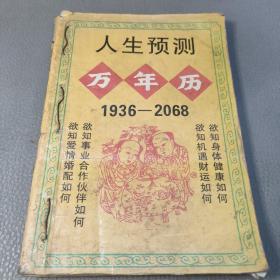 人生预测
万年历
1936—2068
欲知身体健康如何
欲知机遇财运如何
欲知事业合作伙伴如何
欲知爱情婚配如何